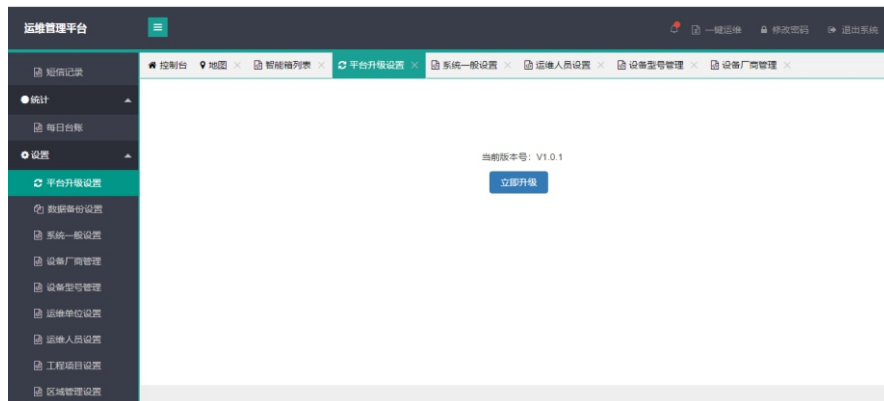 运维管理平台
一键运维 修改密码 退出系统
控制台 地图 智能箱列表 平台升级设置 系统一般设置 运维人员设置 设备型号管理 设备厂商管理
短信记录
统计
每日台账
设置
平台升级设置
数据备份设置
系统一般设置
设备厂商管理
设备型号管理
运维单位设置
运维人员设置
工程项目设置
区域管理设置
当前版本号：V1.0.1
立即升级